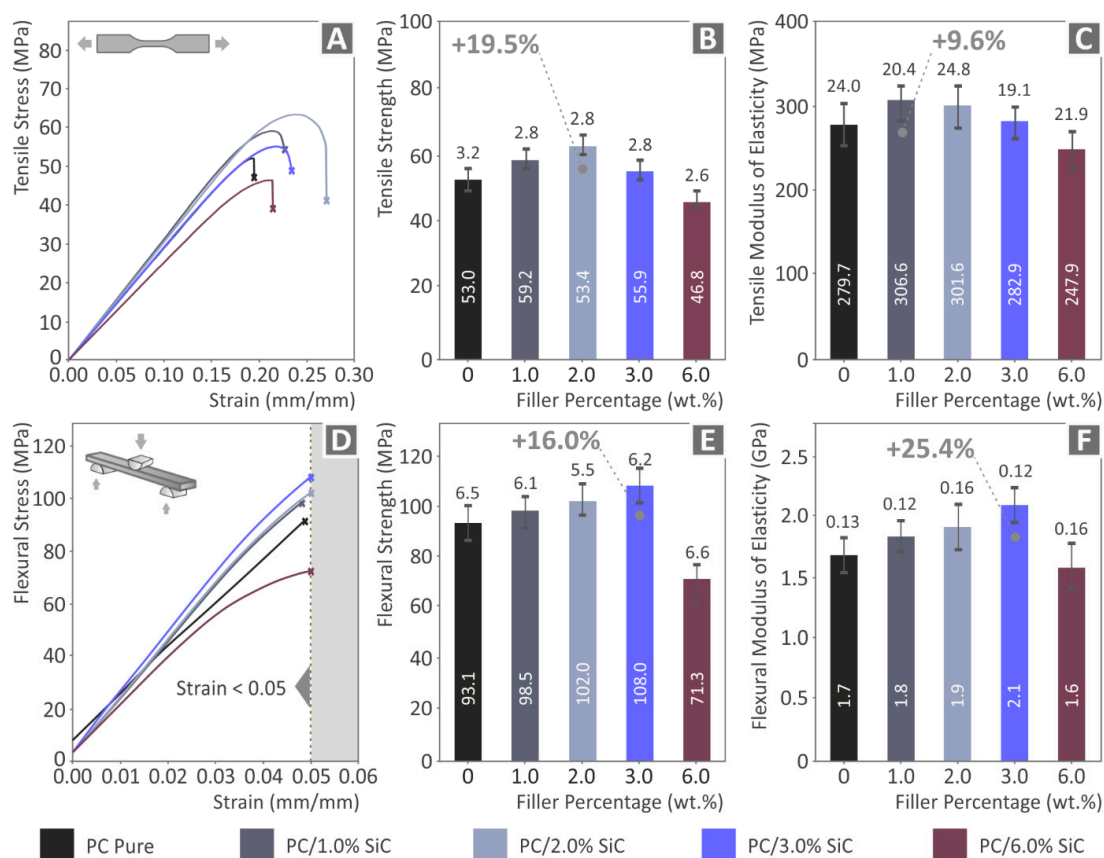 A
Tensile Stress (MPa)
80
70
60
50
40
30
20
10
0
0.00 0.05 0.10 0.15 0.20 0.25 0.30
Strain (mm/mm)
B
+19.5%
Tensile Strength (MPa)
100
80
60
40
20
0
3.2 2.8 2.8 2.8 2.6
53.0 59.2 53.4 55.9 46.8
0 1.0 2.0 3.0 6.0
Filler Percentage (wt.%)
C
+9.6%
Tensile Modulus of Elasticity (MPa)
400
300
200
100
0
24.0 20.4 24.8 19.1 21.9
279.7 306.6 301.6 282.9 247.9
0 1.0 2.0 3.0 6.0
Filler Percentage (wt.%)
D
Flexural Stress (MPa)
120
100
80
60
40
20
0
Strain < 0.05
0.00 0.01 0.02 0.03 0.04 0.05 0.06
Strain (mm/mm)
E
+16.0%
Flexural Strength (MPa)
120
100
80
60
40
20
0
6.5 6.1 5.5 6.2 6.6
93.1 98.5 102.0 108.0 71.3
0 1.0 2.0 3.0 6.0
Filler Percentage (wt.%)
F
+25.4%
Flexural Modulus of Elasticity (GPa)
2.5
2.0
1.5
1.0
0.5
0
0.13 0.12 0.16 0.12 0.16
1.7 1.8 1.9 2.1 1.6
0 1.0 2.0 3.0 6.0
Filler Percentage (wt.%)
PC Pure PC/1.0% SiC PC/2.0% SiC PC/3.0% SiC PC/6.0% SiC